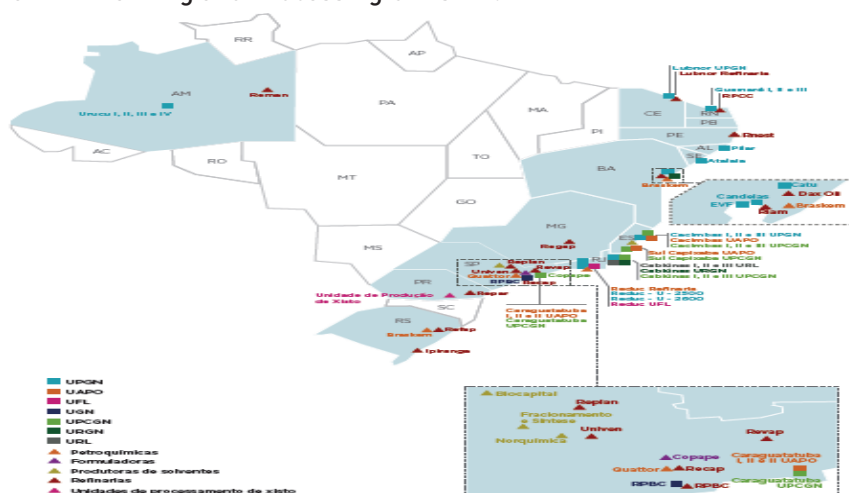 RR
AP
AM
Reman
Urucu I, II, III e IV
PA
MA
CE
RN
PB
PE
PI
AL
SE
AC
RO
TO
BA
MT
GO
MG
ES
MS
SP
RJ
PR
SC
RS
Lubnor UPGN
Lubnor Refinaria
Guamaré I, II e III
RPCC
Rnest
Pilar
Atalaia
Braskem
Catu
Candeias
Dax Oil
EVF
Braskem
Rlam
Regap
Cacimbas I, II e III UPGN
Cacimbas UAPO
Cacimbas I, II e III UPCGN
Sul Capixaba UAPO
Sul Capixaba UPCGN
Cabiúnas I, II e III URL
Cabiúnas URGN
I, II e III UPCGN
Replan
Univen
Revap
Quattor
Copape
RPBC
Recap
Reduc Refinaria
Reduc - U - 2500
Reduc - U - 2600
Reduc UFL
Unidade de Produção
de Xisto
Repar
Caraguatatuba
I, II e III UAPO
Caraguatatuba
UPCGN
Refap
Braskem
Ipiranga
UPGN
UAPO
UFL
UGN
UPCGN
URGN
URL
Petroquímicas
Formuladoras
Produtoras de solventes
Refinarias
Unidades de processamento de xisto
Biocapital
Replan
Fracionamento
e Síntese
Univen
Norquímica
Revap
Copape
Caraguatatuba
I, II e III UAPO
Quattor
Recap
RPBC
RPBC
Caraguatatuba
UPCGN